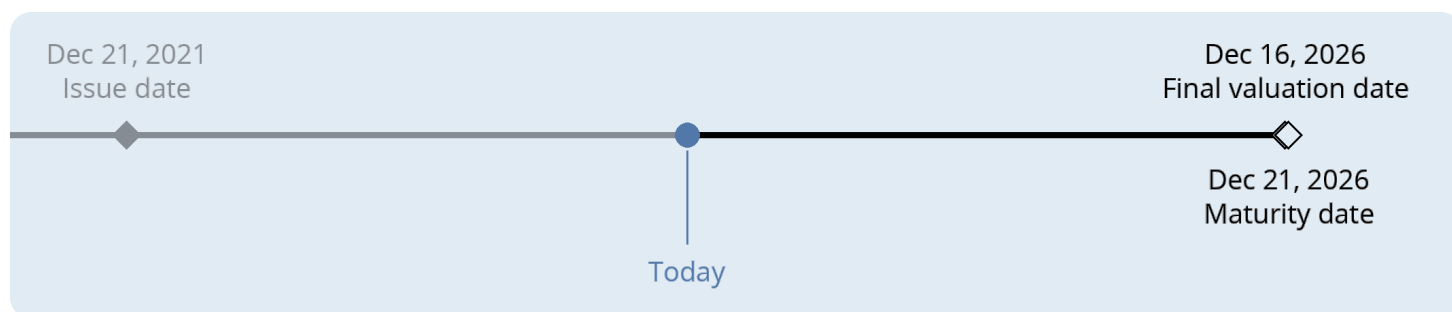 Dec 21, 2021
Issue date
Dec 16, 2026
Final valuation date
Dec 21, 2026
Maturity date
Today